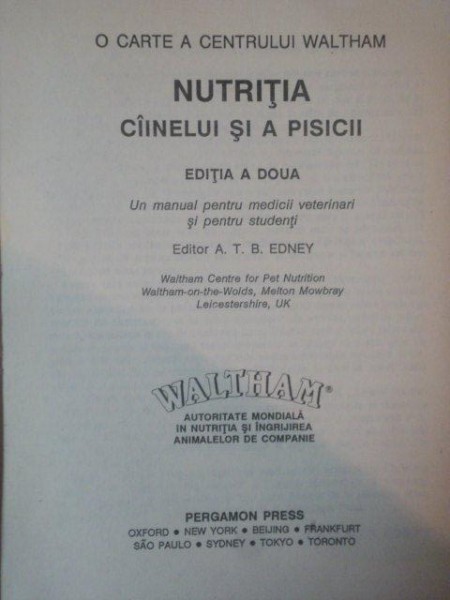 O CARTE A CENTRULUI WALTHAM
NUTRIŢIA
CÎINELUI ŞI A PISICII
EDIŢIA A DOUA
Un manual pentru medicii veterinari
şi pentru studenţi
Editor A. T. B. EDNEY
Waltham Centre for Pet Nutrition
Waltham-on-the-Wolds, Melton Mowbray
Leicestershire, UK
WALTHAM®
AUTORITATE MONDIALĂ
IN NUTRIŢIA ŞI ÎNGRIJIREA
ANIMALELOR DE COMPANIE
PERGAMON PRESS
OXFORD • NEW YORK • BEIJING • FRANKFURT
SÃO PAULO • SYDNEY • TOKYO • TORONTO